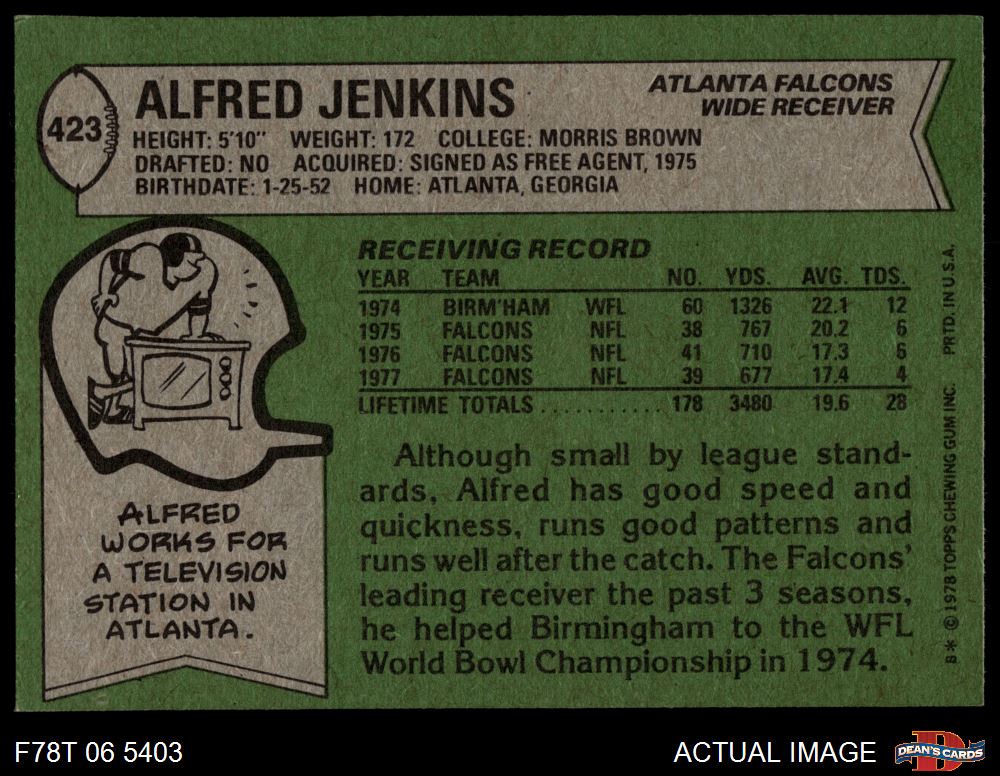 423
ALFRED JENKINS
ATLANTA FALCONS
WIDE RECEIVER
HEIGHT: 5'10" WEIGHT: 172 COLLEGE: MORRIS BROWN
DRAFTED: NO ACQUIRED: SIGNED AS FREE AGENT, 1975
BIRTHDATE: 1-25-52 HOME: ATLANTA, GEORGIA
RECEIVING RECORD
YEAR TEAM NO. YDS. AVG. TDS.
1974 BIRM'HAM WFL 60 1326 22.1 12
1975 FALCONS NFL 38 767 20.2 6
1976 FALCONS NFL 41 710 17.3 6
1977 FALCONS NFL 39 677 17.4 4
LIFETIME TOTALS ........... 178 3480 19.6 28
Although small by league stand-
ards, Alfred has good speed and
quickness, runs good patterns and
runs well after the catch. The Falcons'
leading receiver the past 3 seasons,
he helped Birmingham to the WFL
World Bowl Championship in 1974.
ALFRED
WORKS FOR
A TELEVISION
STATION IN
ATLANTA.
B* © 1978 TOPPS CHEWING GUM INC. PRTD. IN U.S.A.
F78T 06 5403
ACTUAL IMAGE
DEAN'S CARDS